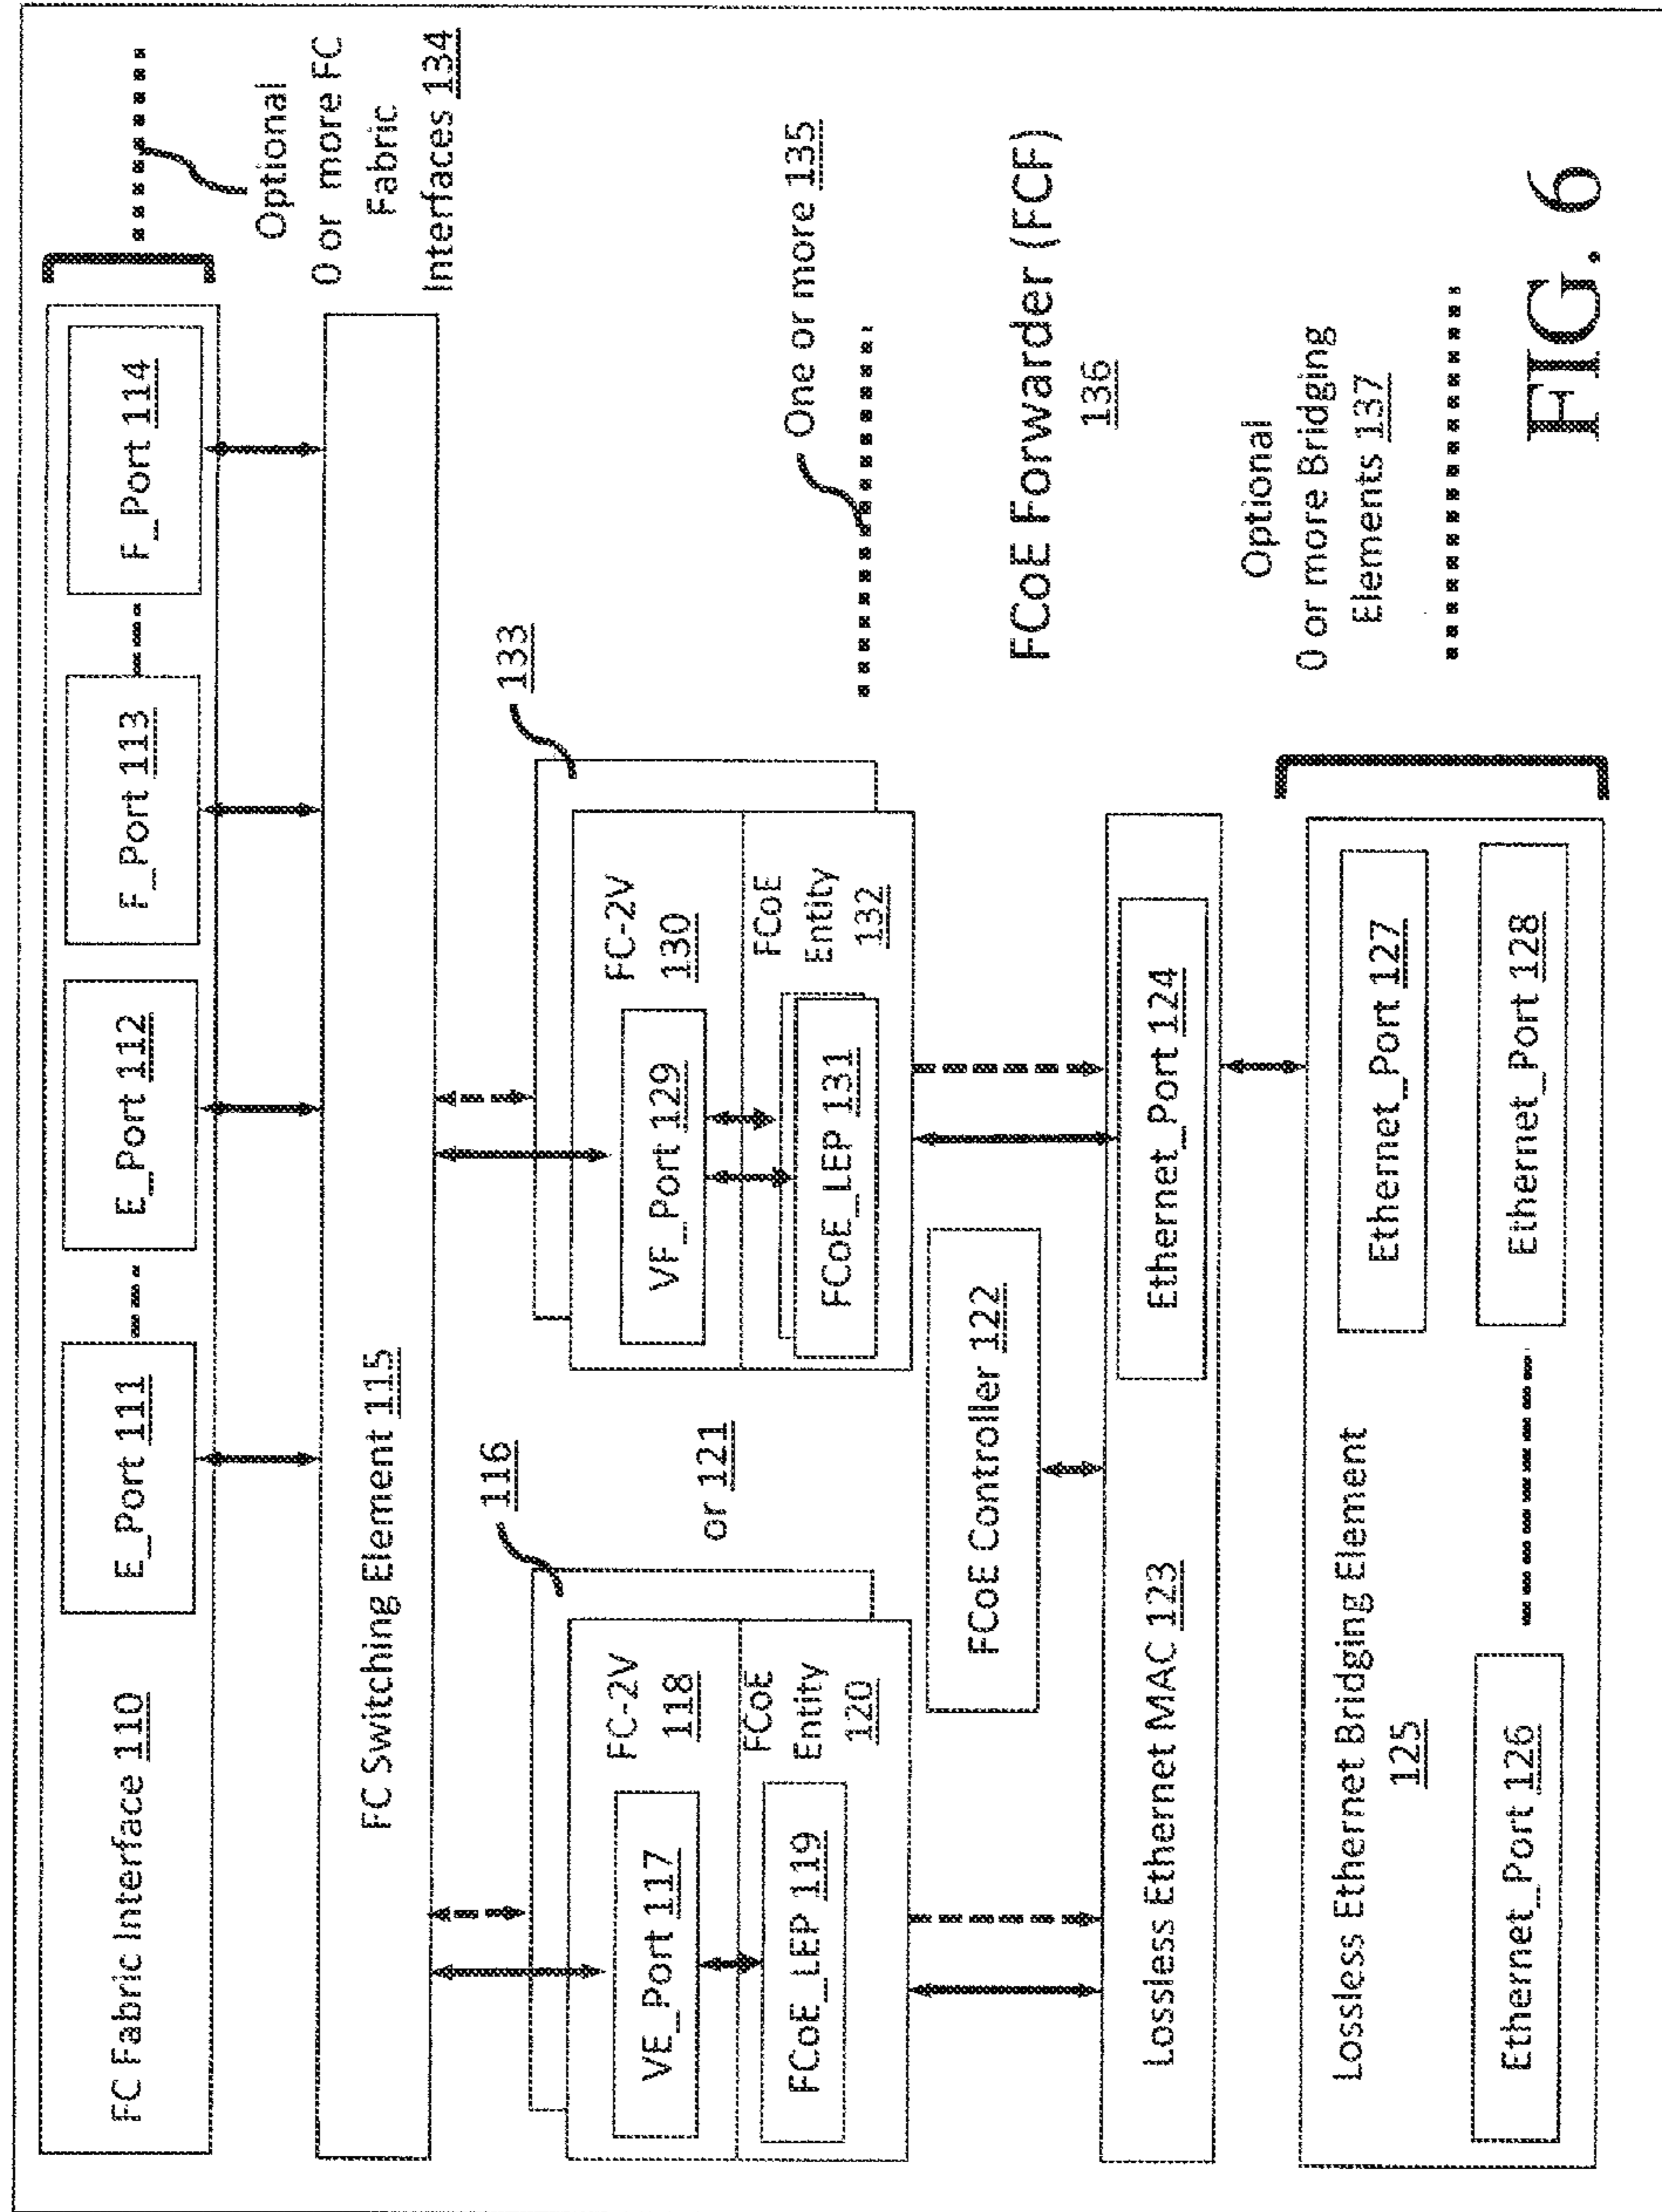 FC Fabric Interface 110
E_Port 111
E_Port 112
F_Port 113
F_Port 114
Optional
0 or more FC
Fabric
Interfaces 134
FC Switching Element 115
116
133
VE_Port 117
FC-2V
118
FCoE_LEP 119
FCoE
Entity
120
or 121
VF_Port 129
FC-2V
130
FCoE_LEP 131
FCoE
Entity
132
One or more 135
FCoE Controller 122
FCoE Forwarder (FCF)
136
Lossless Ethernet MAC 123
Ethernet_Port 124
Lossless Ethernet Bridging Element
125
Ethernet_Port 126
Ethernet_Port 127
Ethernet_Port 128
Optional
0 or more Bridging
Elements 137
FIG. 6